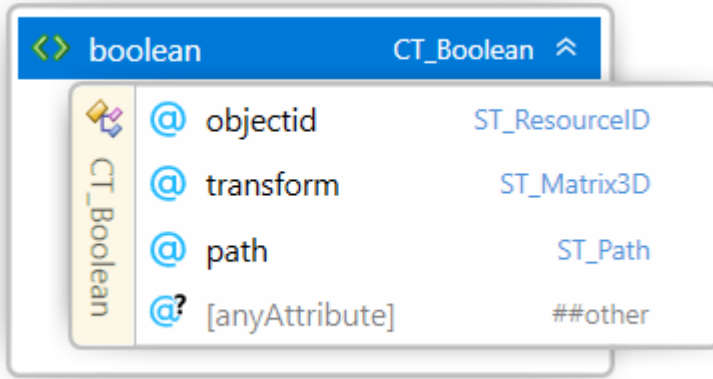 boolean CT_Boolean
@ objectid ST_ResourceID
@ transform ST_Matrix3D
@ path ST_Path
@? [anyAttribute] ##other
CT_Boolean